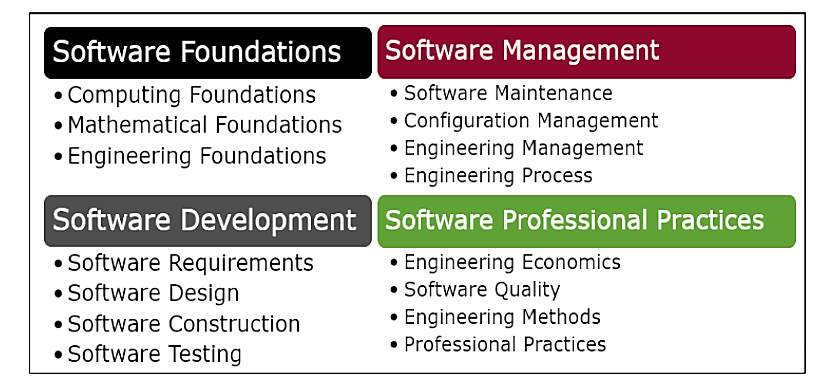 Software Foundations
• Computing Foundations
• Mathematical Foundations
• Engineering Foundations
Software Management
• Software Maintenance
• Configuration Management
• Engineering Management
• Engineering Process
Software Development
• Software Requirements
• Software Design
• Software Construction
• Software Testing
Software Professional Practices
• Engineering Economics
• Software Quality
• Engineering Methods
• Professional Practices